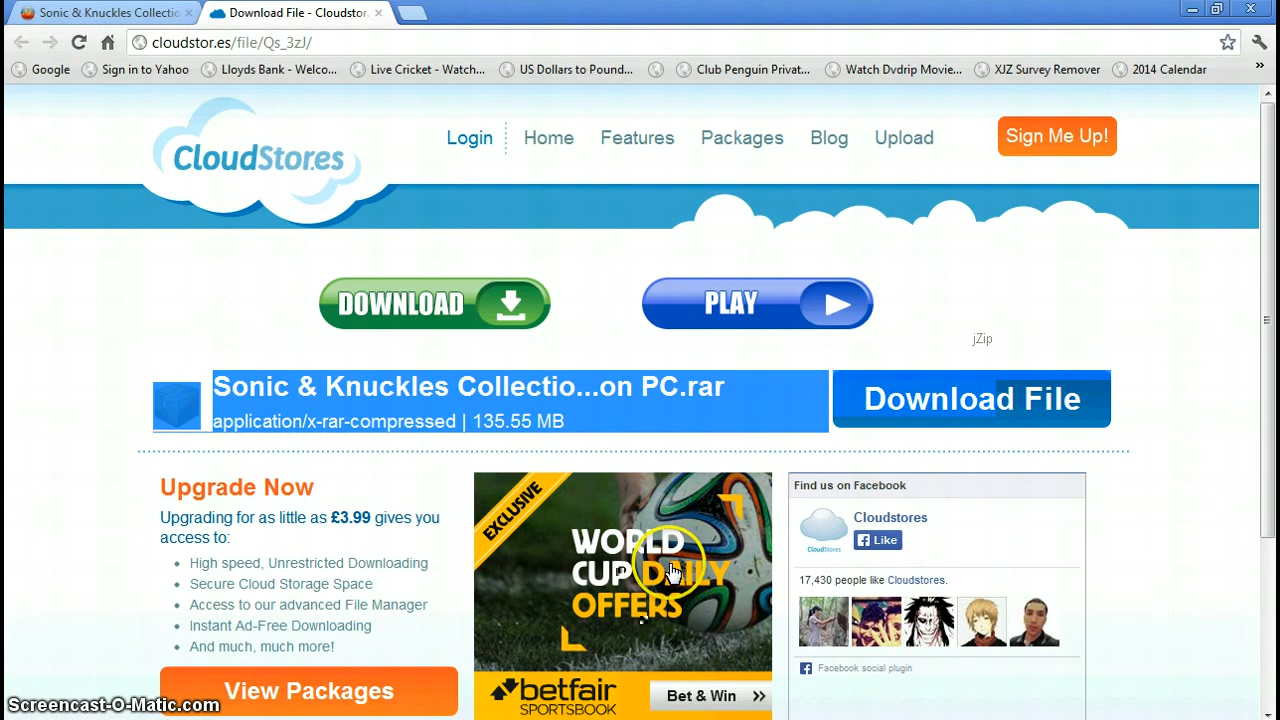 Sonic & Knuckles Collectio
Download File - Cloudstor.
cloudstor.es/file/Qs_3zJ/
Google
Sign in to Yahoo
Lloyds Bank - Welco...
Live Cricket - Watch...
US Dollars to Pound...
Club Penguin Privat...
Watch Dvdrip Movie...
XJZ Survey Remover
2014 Calendar
»
CloudStor.es
Login
Home
Features
Packages
Blog
Upload
Sign Me Up!
DOWNLOAD
PLAY
jZip
Sonic & Knuckles Collectio...on PC.rar
application/x-rar-compressed | 135.55 MB
Download File
Upgrade Now
Upgrading for as little as £3.99 gives you
access to:
High speed, Unrestricted Downloading
Secure Cloud Storage Space
Access to our advanced File Manager
Instant Ad-Free Downloading
And much, much more!
View Packages
EXCLUSIVE
WORLD
CUP DAILY
OFFERS
betfair
SPORTSBOOK
Bet & Win »
Find us on Facebook
Cloudstores
CloudStores
Like
17,430 people like Cloudstores.
Facebook social plugin
Screencast-O-Matic.com